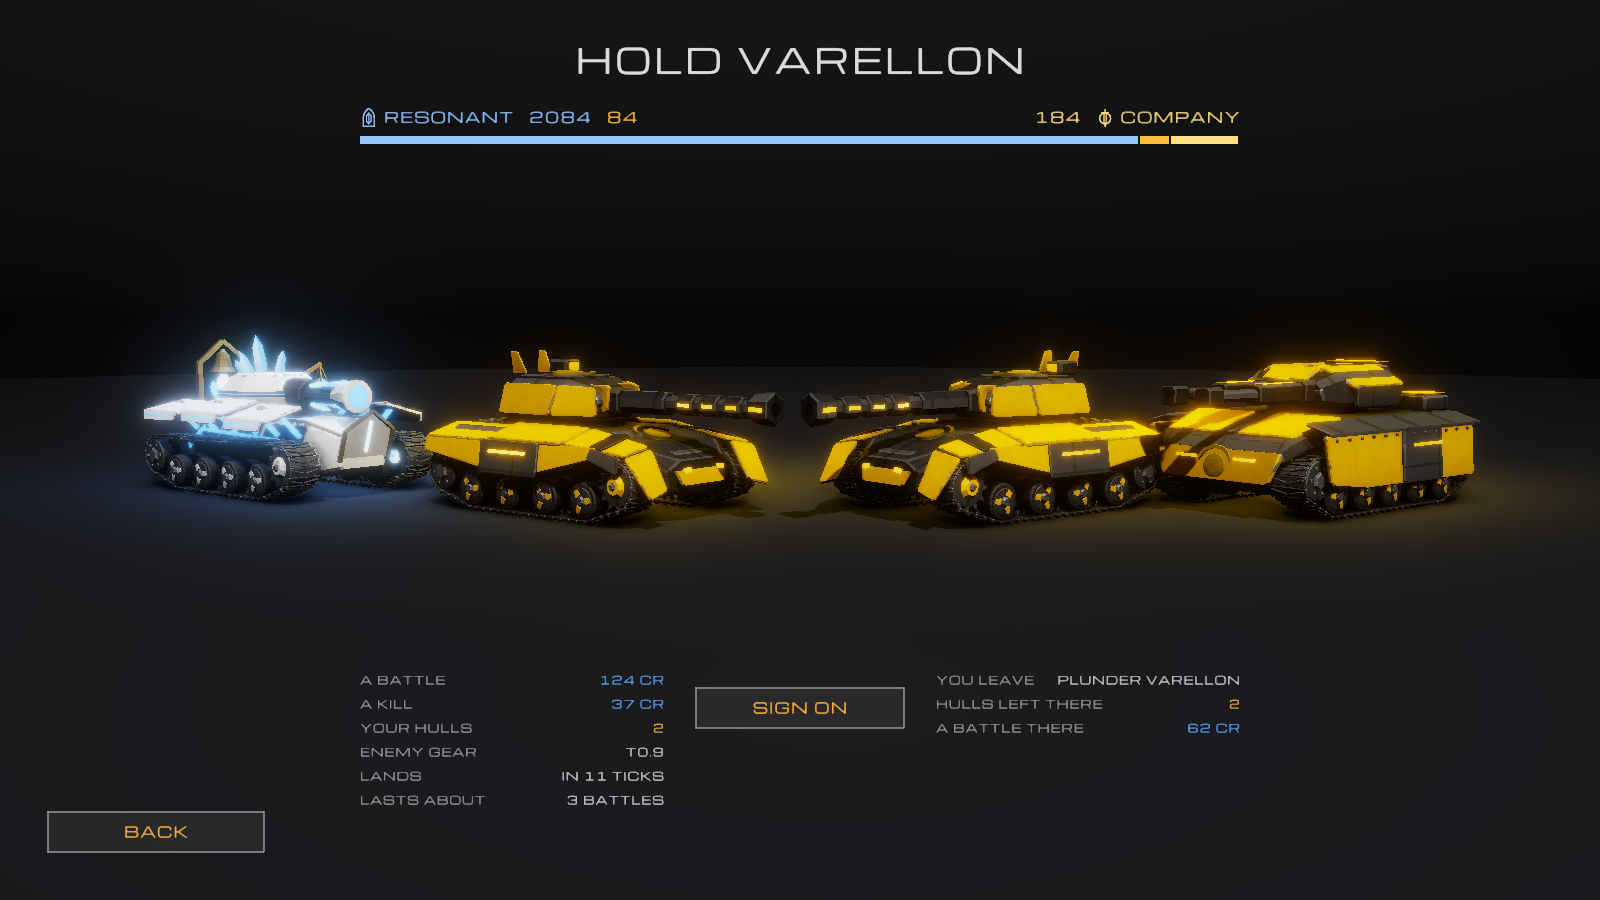 HOLD VARELLON
RESONANT 2084 84
184 COMPANY
A BATTLE 124 CR
A KILL 37 CR
YOUR HULLS 2
ENEMY GEAR T0.9
LANDS IN 11 TICKS
LASTS ABOUT 3 BATTLES
SIGN ON
YOU LEAVE PLUNDER VARELLON
HULLS LEFT THERE 2
A BATTLE THERE 62 CR
BACK